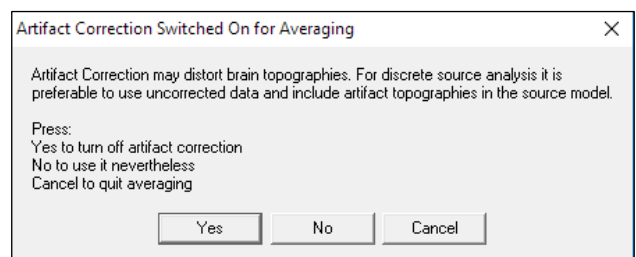 Artifact Correction Switched On for Averaging
Artifact Correction may distort brain topographies. For discrete source analysis it is
preferable to use uncorrected data and include artifact topographies in the source model.
Press:
Yes to turn off artifact correction
No to use it nevertheless
Cancel to quit averaging
Yes No Cancel